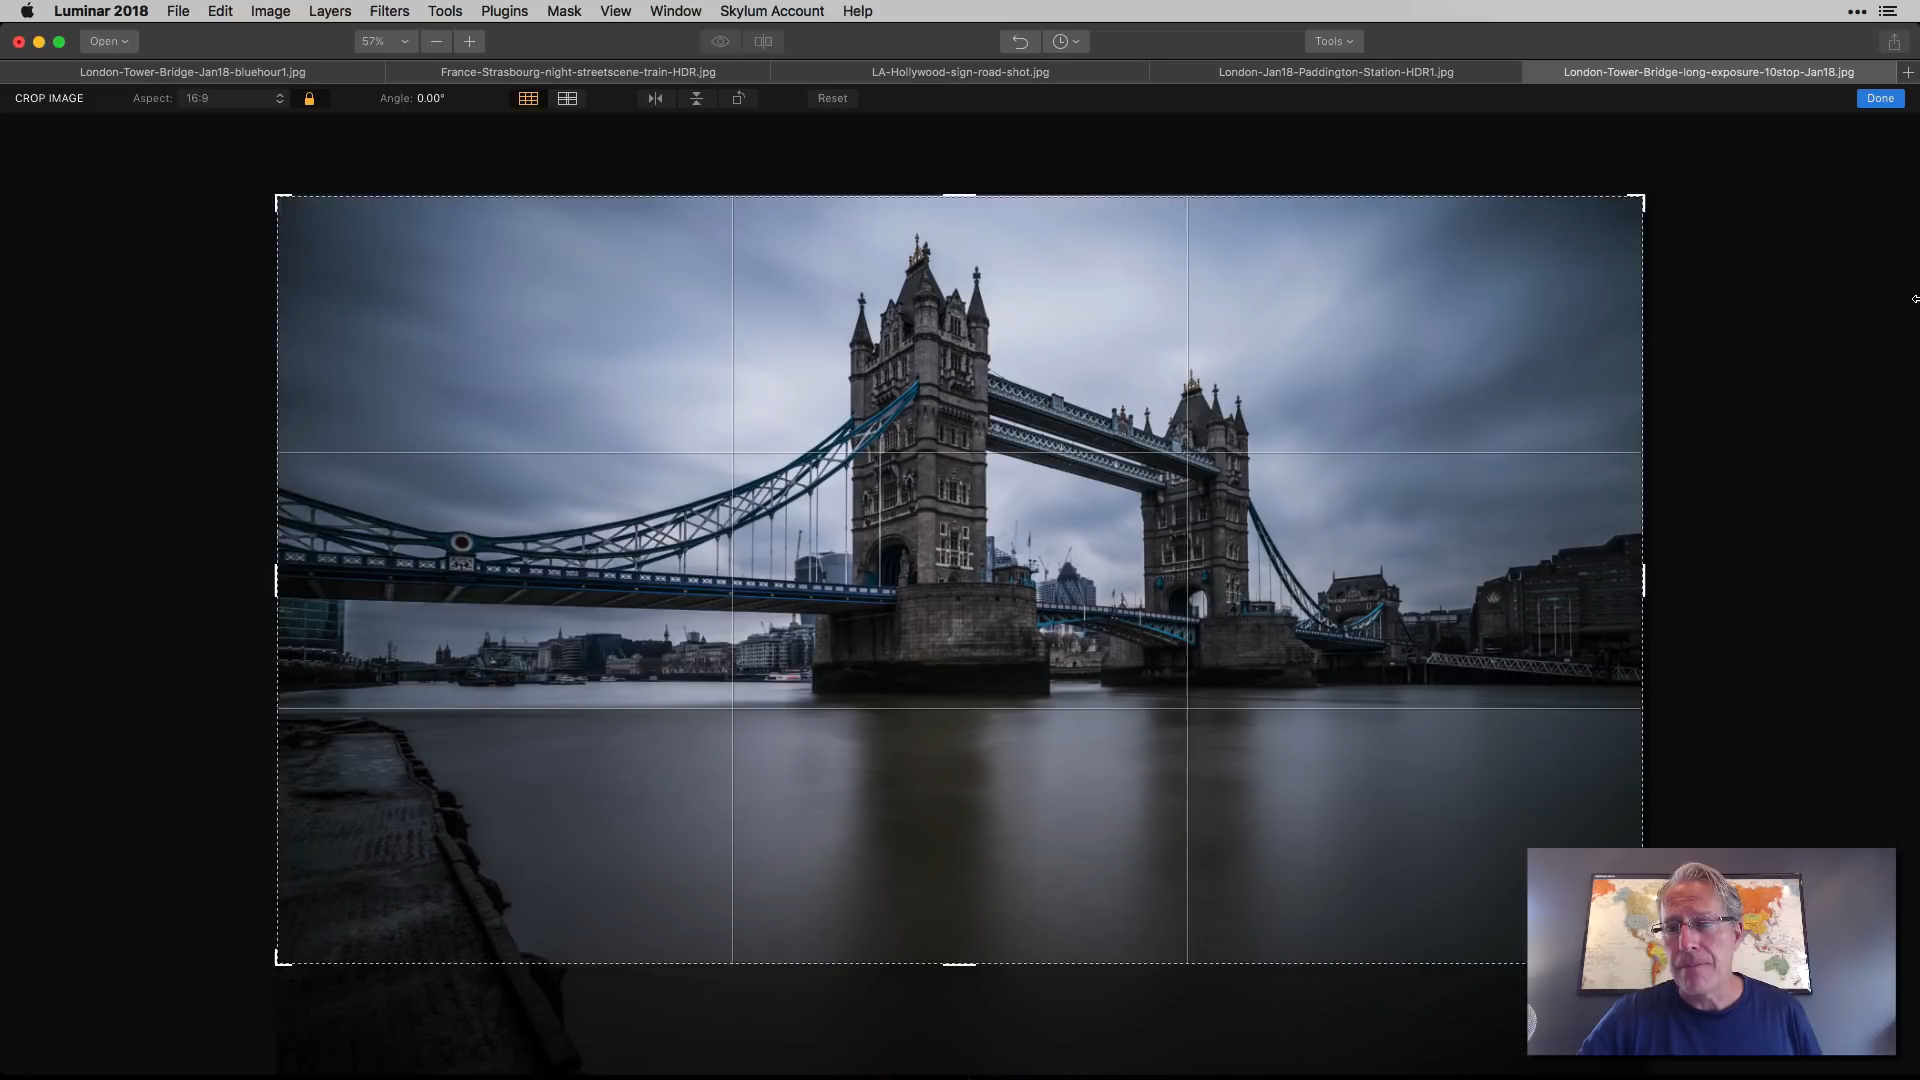 Luminar 2018 File Edit Image Layers Filters Tools Plugins Mask View Window Skylum Account Help
Open 57% Tools
London-Tower-Bridge-Jan18-bluehour1.jpg France-Strasbourg-night-streetscene-train-HDR.jpg LA-Hollywood-sign-road-shot.jpg London-Jan18-Paddington-Station-HDR1.jpg London-Tower-Bridge-long-exposure-10stop-Jan18.jpg
CROP IMAGE Aspect: 16:9 Angle: 0.00° Reset Done